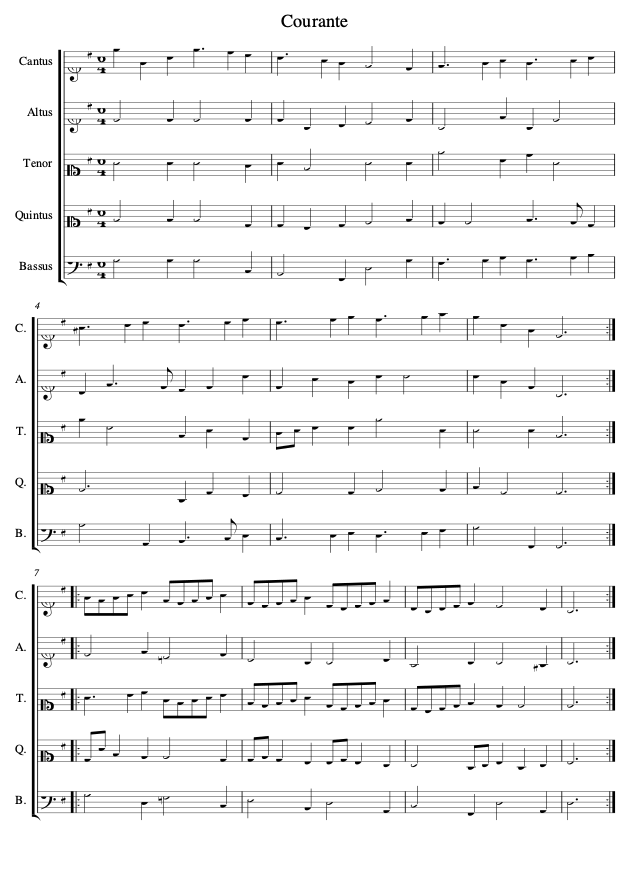 Courante
Cantus
Altus
Tenor
Quintus
Bassus
4
C.
A.
T.
Q.
B.
7
C.
A.
T.
Q.
B.